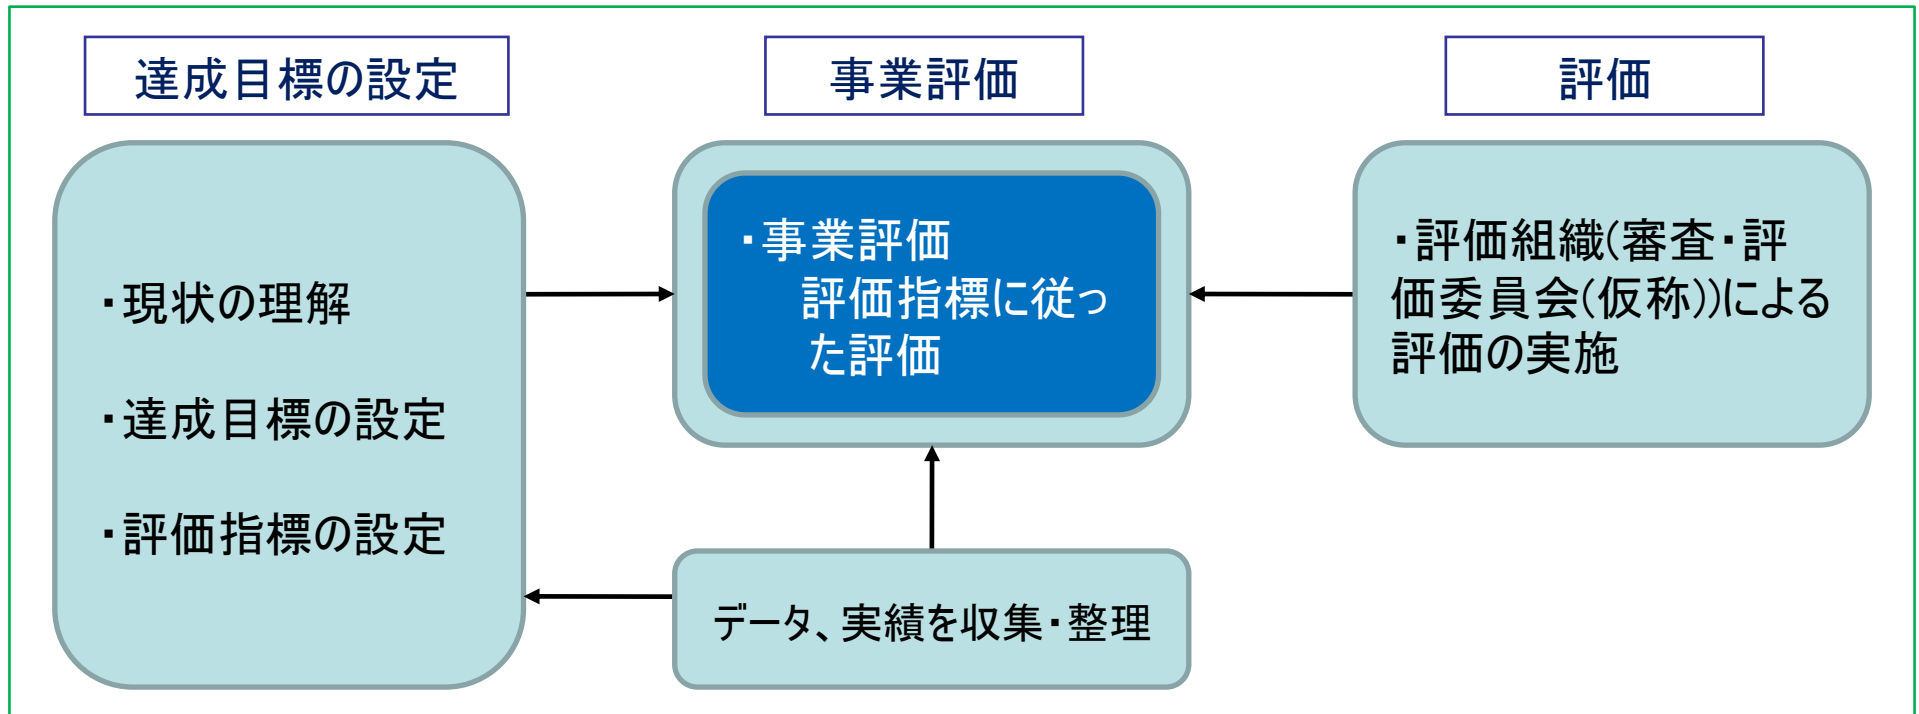 達成目標の設定
事業評価
評価
・現状の理解
・達成目標の設定
・評価指標の設定
・事業評価
評価指標に従っ
た評価
・評価組織(審査・評
価委員会(仮称))による
評価の実施
データ、実績を収集・整理